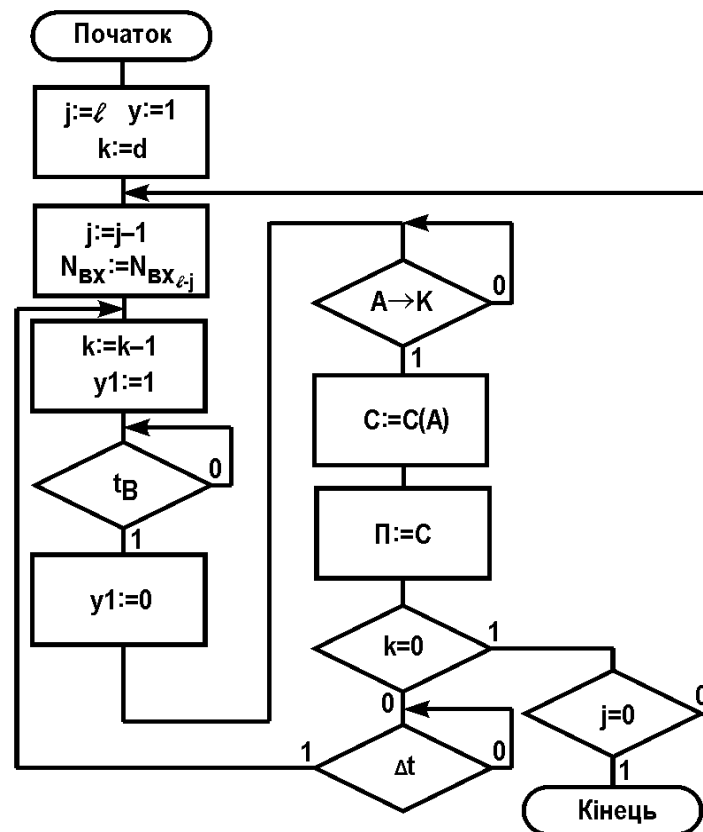 Початок
j:=ℓ y:=1
k:=d
j:=j–1
NВХ:=NВХℓ-j
k:=k–1
y1:=1
0
tВ
1
y1:=0
0
A→K
1
C:=C(A)
П:=C
1
k=0
0
0
j=0
1
1
0
Δt
Кінець